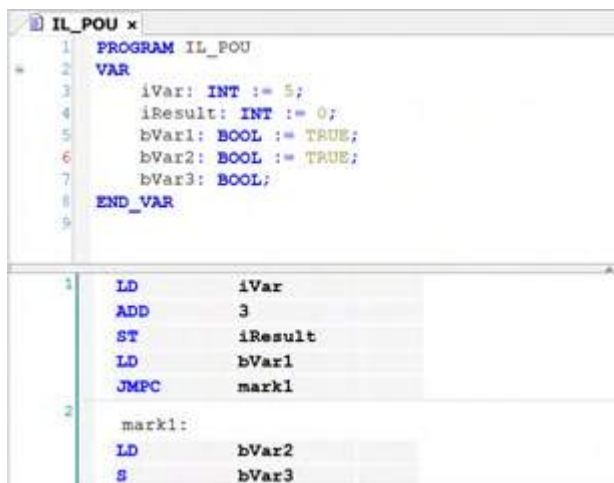 IL_POU ×
1 PROGRAM IL_POU
2 VAR
3 iVar: INT := 5;
4 iResult: INT := 0;
5 bVar1: BOOL := TRUE;
6 bVar2: BOOL := TRUE;
7 bVar3: BOOL;
8 END_VAR
9
1 LD iVar
ADD 3
ST iResult
LD bVar1
JMPC mark1
2
mark1:
LD bVar2
S bVar3